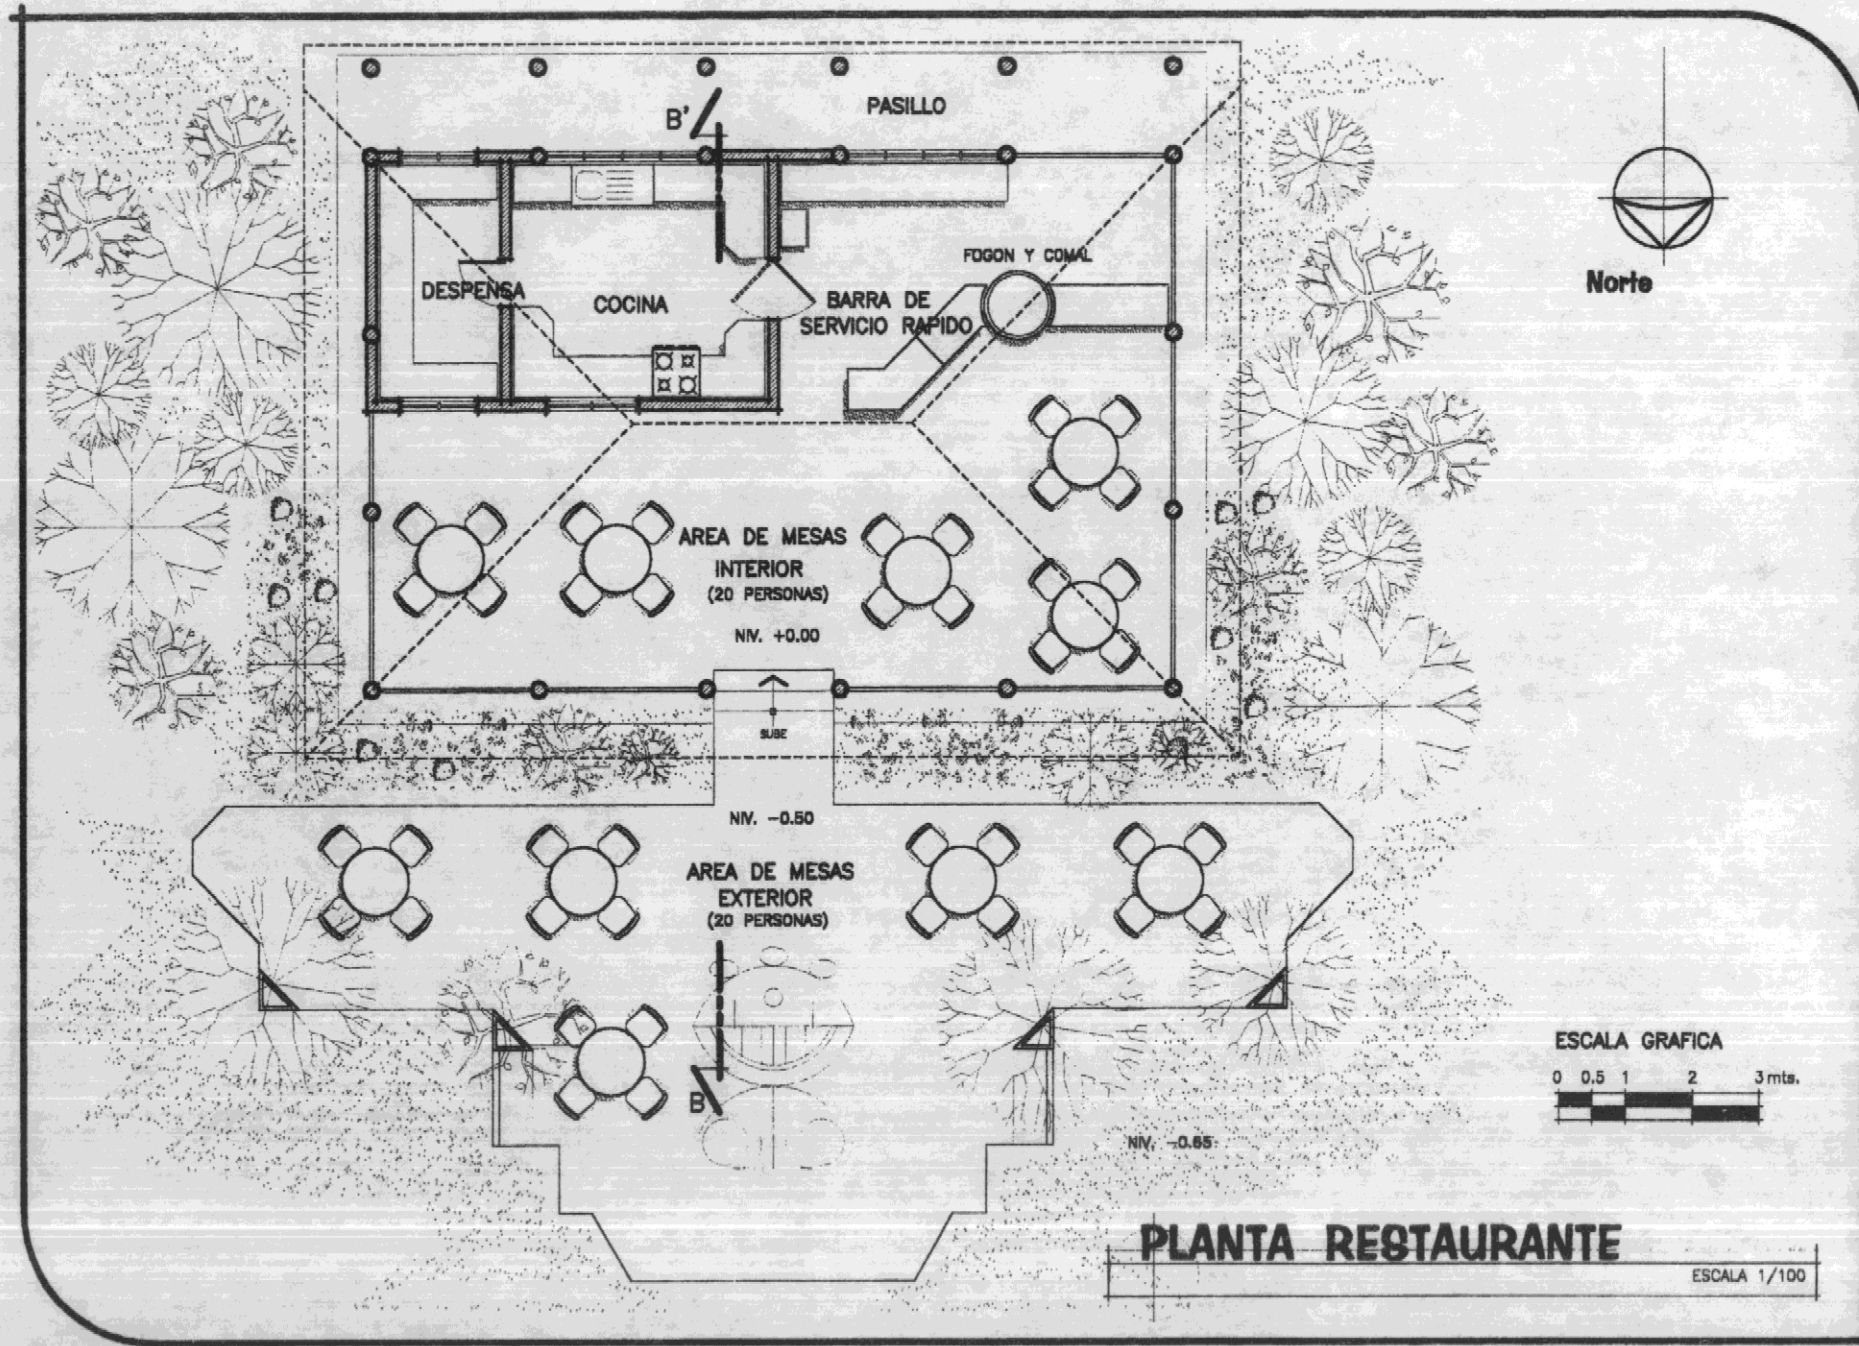 B'
PASILLO
FOGON Y COMAL
DESPENSA
COCINA
BARRA DE
SERVICIO RAPIDO
Norte
AREA DE MESAS
INTERIOR
(20 PERSONAS)
NIV. +0.00
SUBE
NIV. -0.50
AREA DE MESAS
EXTERIOR
(20 PERSONAS)
B
NIV. -0.65
ESCALA GRAFICA
0 0.5 1 2 3 mts.
PLANTA RESTAURANTE
ESCALA 1/100